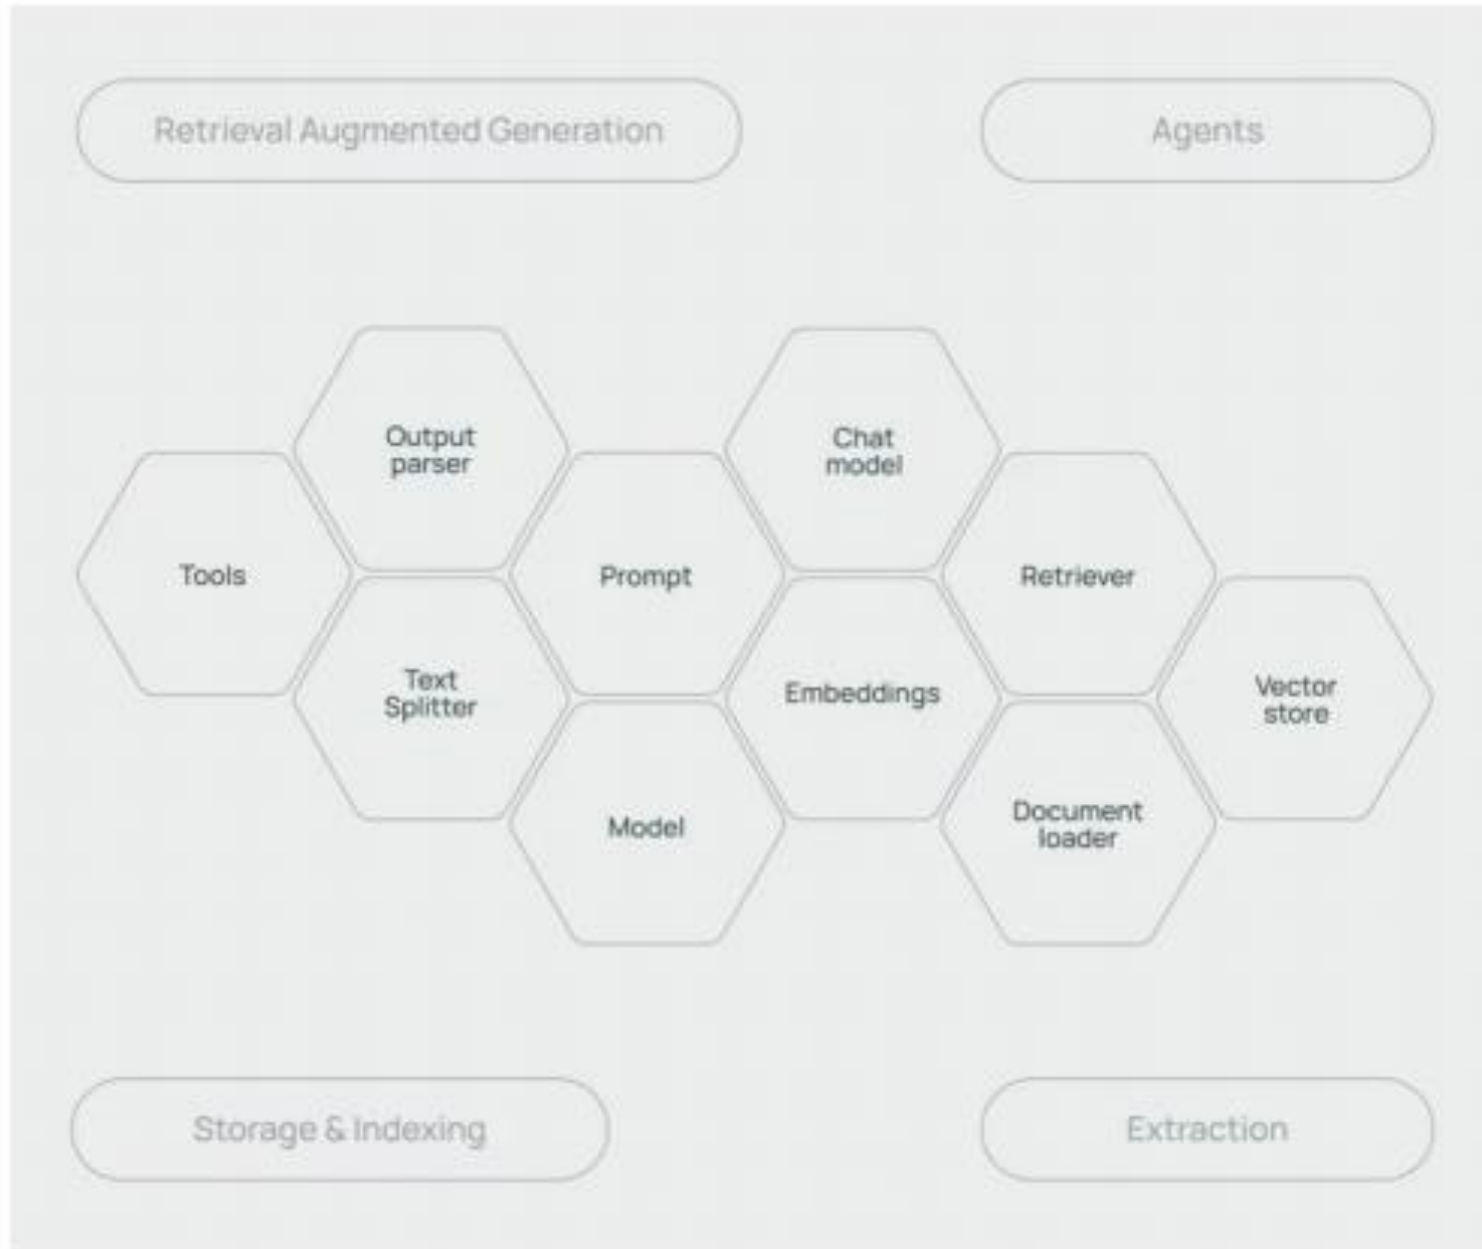 Retrieval Augmented Generation
Agents
Output
parser
Chat
model
Tools
Prompt
Retriever
Text
Splitter
Embeddings
Vector
store
Model
Document
loader
Storage & Indexing
Extraction